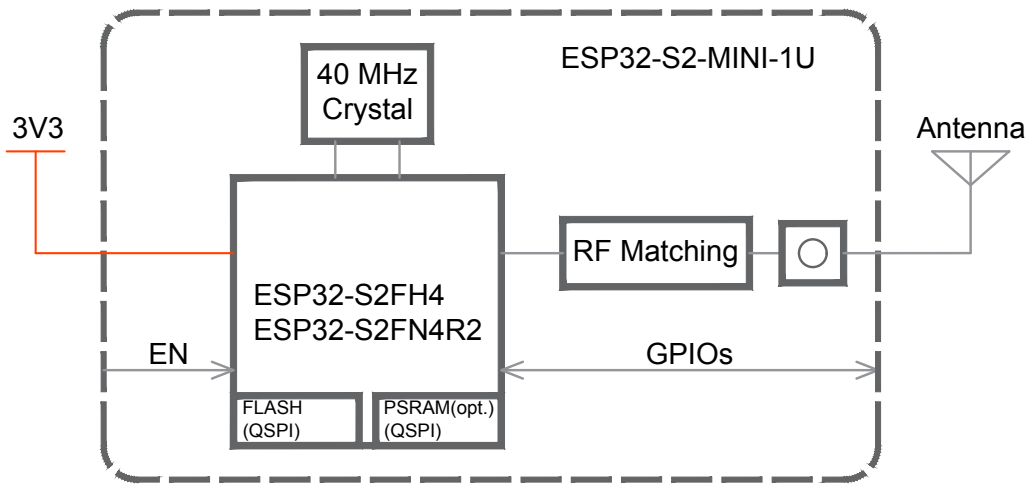 ESP32-S2-MINI-1U
40 MHz
Crystal
3V3
Antenna
RF Matching
ESP32-S2FH4
ESP32-S2FN4R2
EN
GPIOs
FLASH
(QSPI)
PSRAM(opt.)
(QSPI)